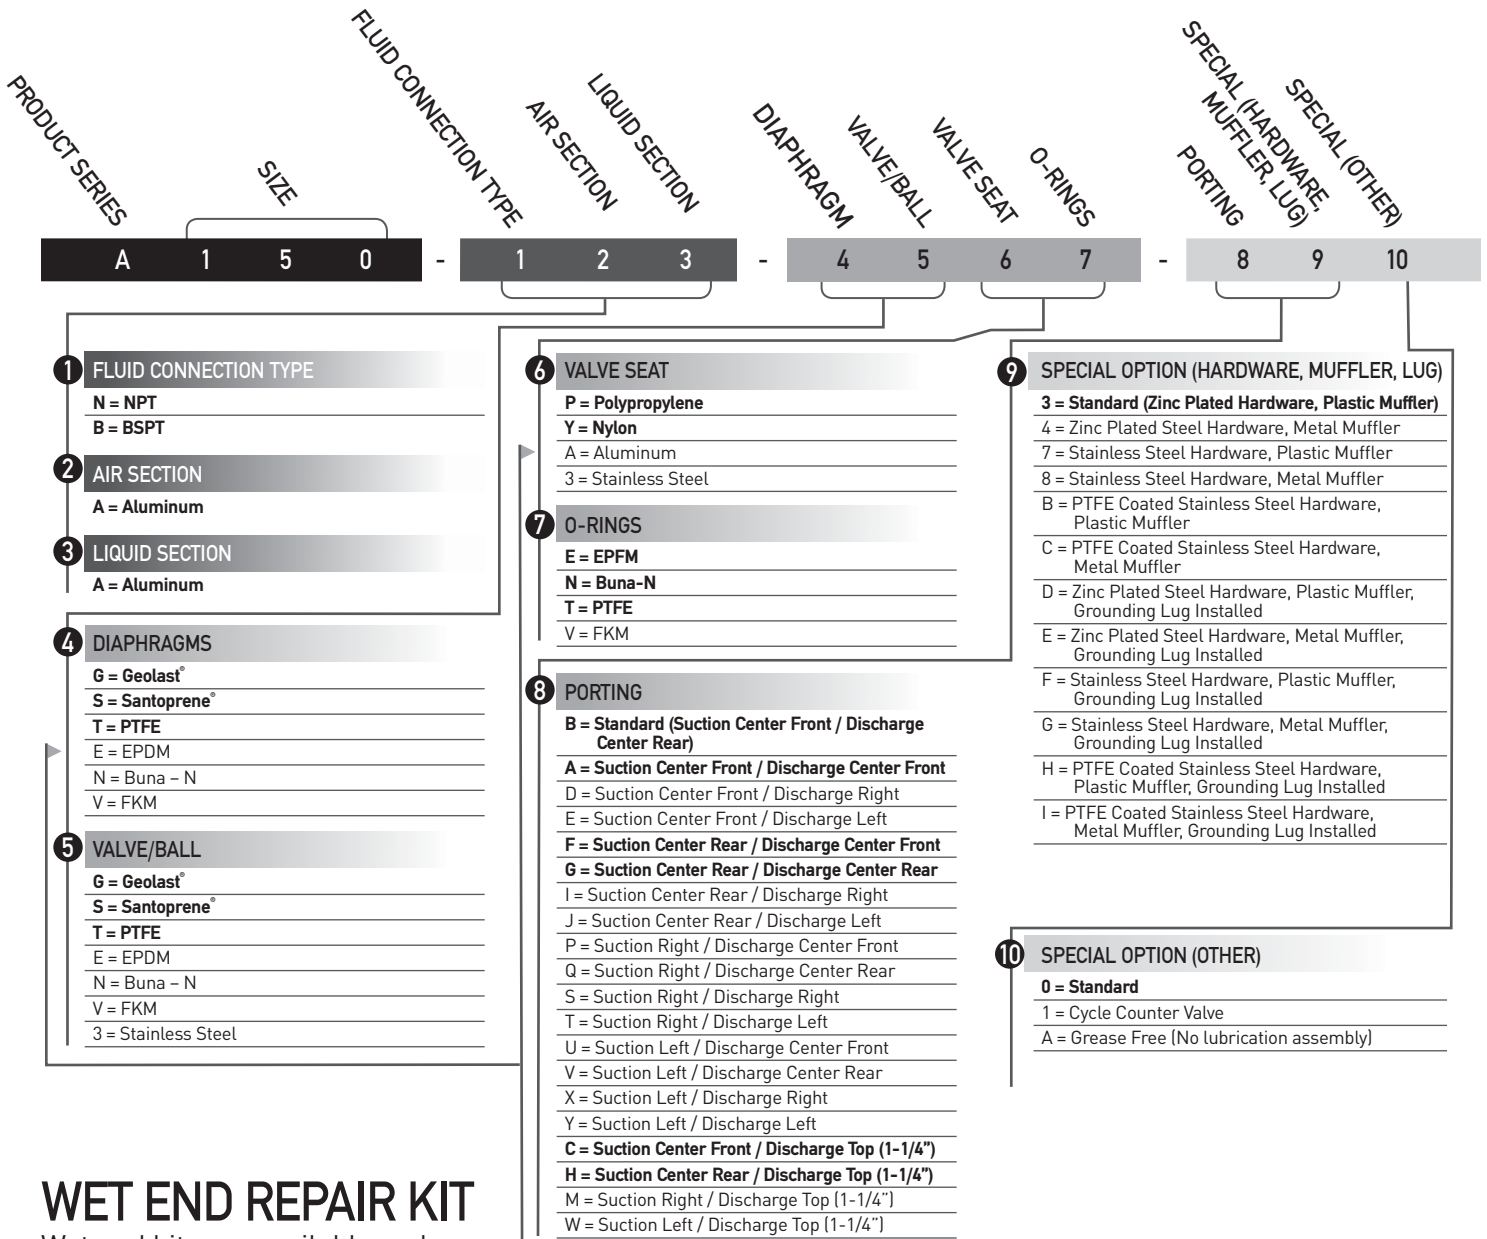 PRODUCT SERIES
SIZE
FLUID CONNECTION TYPE
AIR SECTION
LIQUID SECTION
DIAPHRAGM
VALVE/BALL
VALVE SEAT
O-RINGS
PORTING
SPECIAL (HARDWARE,
MUFFLER, LUG)
SPECIAL (OTHER)
A 1 5 0 - 1 2 3 - 4 5 6 7 - 8 9 10
1 FLUID CONNECTION TYPE
N = NPT
B = BSPT
2 AIR SECTION
A = Aluminum
3 LIQUID SECTION
A = Aluminum
4 DIAPHRAGMS
G = Geolast®
S = Santoprene®
T = PTFE
E = EPDM
N = Buna – N
V = FKM
5 VALVE/BALL
G = Geolast®
S = Santoprene®
T = PTFE
E = EPDM
N = Buna – N
V = FKM
3 = Stainless Steel
6 VALVE SEAT
P = Polypropylene
Y = Nylon
A = Aluminum
3 = Stainless Steel
7 O-RINGS
E = EPFM
N = Buna-N
T = PTFE
V = FKM
8 PORTING
B = Standard (Suction Center Front / Discharge
Center Rear)
A = Suction Center Front / Discharge Center Front
D = Suction Center Front / Discharge Right
E = Suction Center Front / Discharge Left
F = Suction Center Rear / Discharge Center Front
G = Suction Center Rear / Discharge Center Rear
I = Suction Center Rear / Discharge Right
J = Suction Center Rear / Discharge Left
P = Suction Right / Discharge Center Front
Q = Suction Right / Discharge Center Rear
S = Suction Right / Discharge Right
T = Suction Right / Discharge Left
U = Suction Left / Discharge Center Front
V = Suction Left / Discharge Center Rear
X = Suction Left / Discharge Right
Y = Suction Left / Discharge Left
C = Suction Center Front / Discharge Top (1-1/4”)
H = Suction Center Rear / Discharge Top (1-1/4”)
M = Suction Right / Discharge Top (1-1/4”)
W = Suction Left / Discharge Top (1-1/4”)
9 SPECIAL OPTION (HARDWARE, MUFFLER, LUG)
3 = Standard (Zinc Plated Hardware, Plastic Muffler)
4 = Zinc Plated Steel Hardware, Metal Muffler
7 = Stainless Steel Hardware, Plastic Muffler
8 = Stainless Steel Hardware, Metal Muffler
B = PTFE Coated Stainless Steel Hardware,
Plastic Muffler
C = PTFE Coated Stainless Steel Hardware,
Metal Muffler
D = Zinc Plated Steel Hardware, Plastic Muffler,
Grounding Lug Installed
E = Zinc Plated Steel Hardware, Metal Muffler,
Grounding Lug Installed
F = Stainless Steel Hardware, Plastic Muffler,
Grounding Lug Installed
G = Stainless Steel Hardware, Metal Muffler,
Grounding Lug Installed
H = PTFE Coated Stainless Steel Hardware,
Plastic Muffler, Grounding Lug Installed
I = PTFE Coated Stainless Steel Hardware,
Metal Muffler, Grounding Lug Installed
10 SPECIAL OPTION (OTHER)
0 = Standard
1 = Cycle Counter Valve
A = Grease Free (No lubrication assembly)
WET END REPAIR KIT